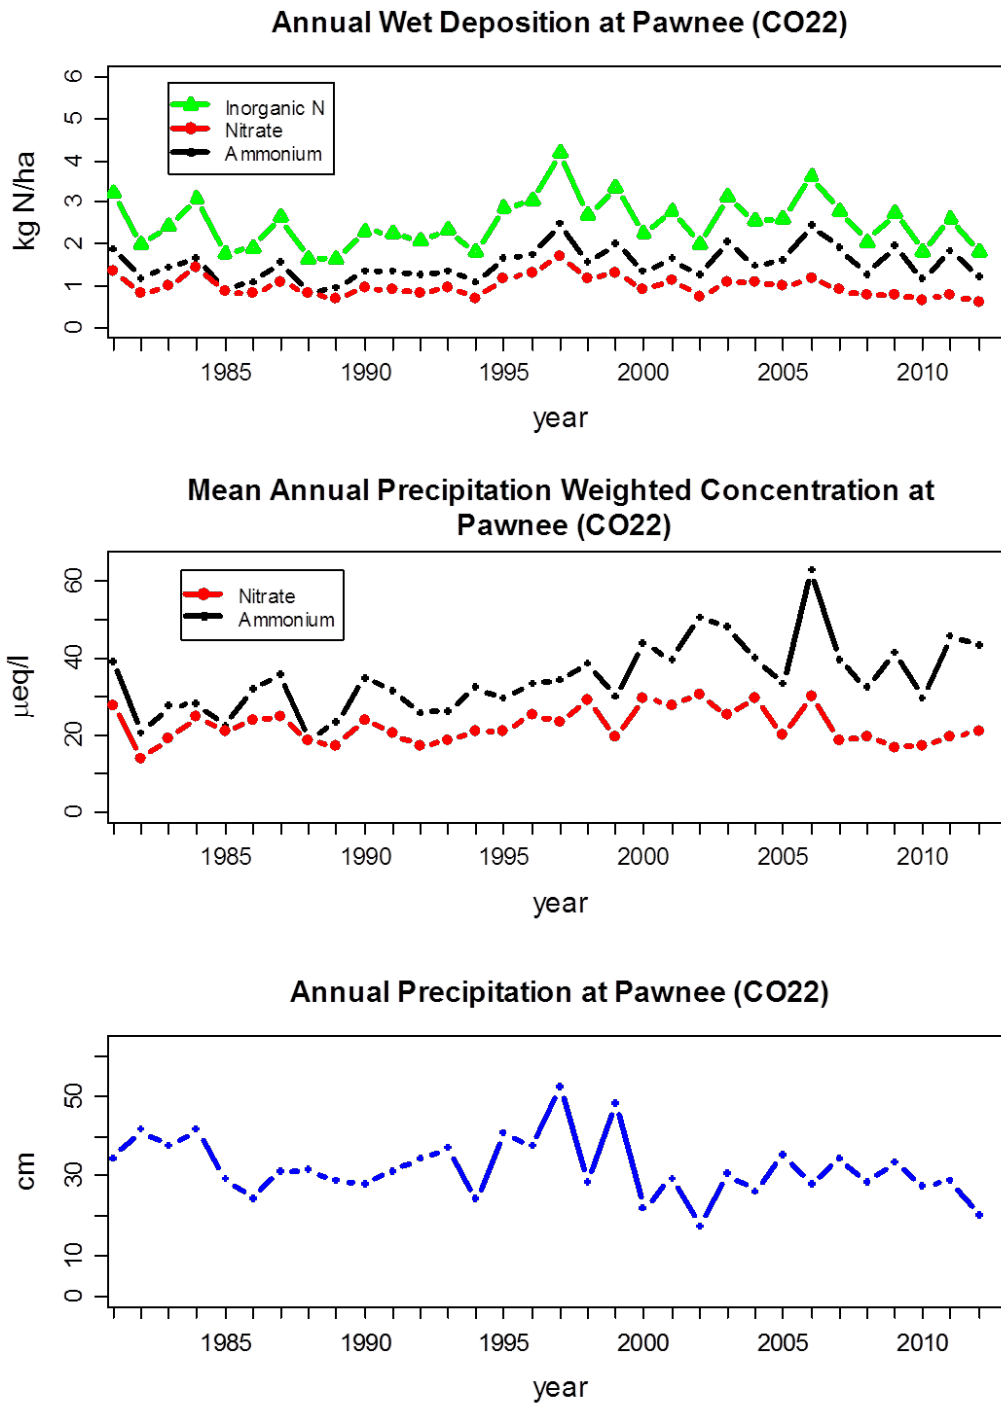 Annual Wet Deposition at Pawnee (CO22)
6
5
4
3
2
1
0
kg N/ha
Inorganic N
Nitrate
Ammonium
1985 1990 1995 2000 2005 2010
year
Mean Annual Precipitation Weighted Concentration at
Pawnee (CO22)
60
40
20
0
μeq/l
Nitrate
Ammonium
1985 1990 1995 2000 2005 2010
year
Annual Precipitation at Pawnee (CO22)
50
30
10
0
cm
1985 1990 1995 2000 2005 2010
year